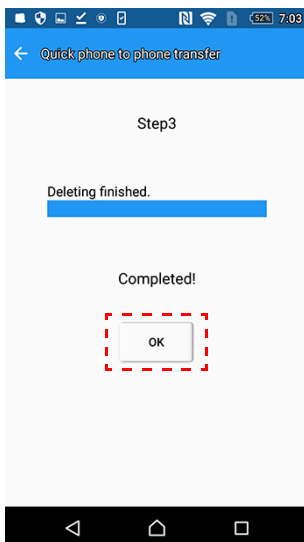 52% 7:03
Quick phone to phone transfer
Step3
Deleting finished.
Completed!
OK